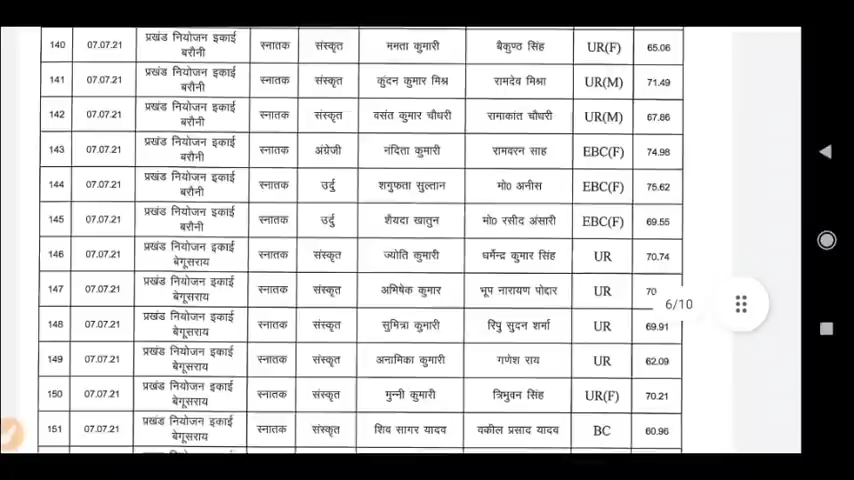 140 07.07.21 प्रखंड नियोजन इकाई बरौनी स्नातक संस्कृत ममता कुमारी बैकुण्ठ सिंह UR(F) 65.06
141 07.07.21 प्रखंड नियोजन इकाई बरौनी स्नातक संस्कृत कुंदन कुमार मिश्र रामदेव मिश्रा UR(M) 71.49
142 07.07.21 प्रखंड नियोजन इकाई बरौनी स्नातक संस्कृत वसंत कुमार चौधरी रामाकांत चौधरी UR(M) 67.86
143 07.07.21 प्रखंड नियोजन इकाई बरौनी स्नातक अंग्रेजी नंदिता कुमारी रामवरन साह EBC(F) 74.98
144 07.07.21 प्रखंड नियोजन इकाई बरौनी स्नातक उर्दु शगुफता सुल्तान मो0 अनीस EBC(F) 75.62
145 07.07.21 प्रखंड नियोजन इकाई बरौनी स्नातक उर्दु शैयदा खातुन मो0 रसीद अंसारी EBC(F) 69.55
146 07.07.21 प्रखंड नियोजन इकाई बेगूसराय स्नातक संस्कृत ज्योति कुमारी धर्मेन्द्र कुमार सिंह UR 70.74
147 07.07.21 प्रखंड नियोजन इकाई बेगूसराय स्नातक संस्कृत अभिषेक कुमार भूप नारायण पोद्दार UR 70
6/10
148 07.07.21 प्रखंड नियोजन इकाई बेगूसराय स्नातक संस्कृत सुमित्रा कुमारी रिपु सुदन शर्मा UR 69.91
149 07.07.21 प्रखंड नियोजन इकाई बेगूसराय स्नातक संस्कृत अनामिका कुमारी गणेश राय UR 62.09
150 07.07.21 प्रखंड नियोजन इकाई बेगूसराय स्नातक संस्कृत मुन्नी कुमारी त्रिभुवन सिंह UR(F) 70.21
151 07.07.21 प्रखंड नियोजन इकाई बेगूसराय स्नातक संस्कृत शिव सागर यादव वकील प्रसाद यादव BC 60.96